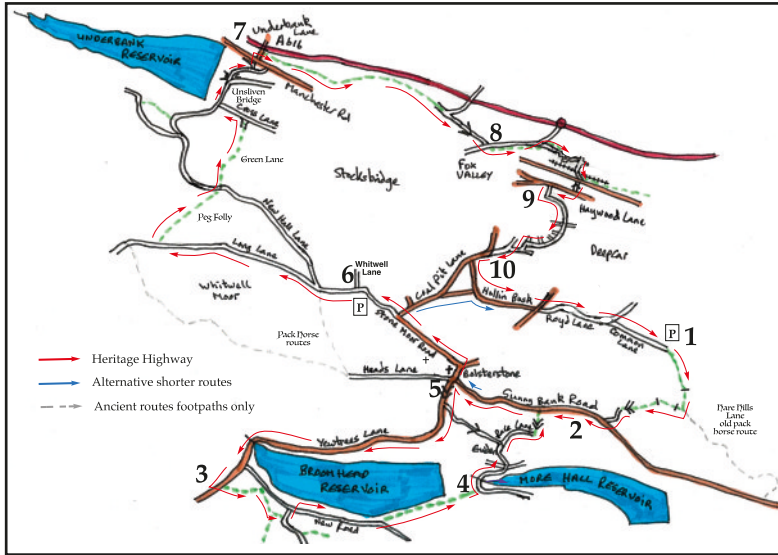 7
Underbank
Lane
A616
UNDERBANK
RESERVOIR
Unsliven
Bridge
Cross Lane
Manchester Rd
8
FOX
VALLEY
Green Lane
Stocksbridge
9
Haywood Lane
Peg Folly
New Hall Lane
Deepcar
10
Long Lane
6
Whitwell
Lane
Coal Pit Lane
Whitwell
Moor
P
Hollin Busk
Royd Lane
Common
Lane
P
1
Stone Moor Road
Pack Horse
routes
Heads Lane
Bolsterstone
Heritage Highway
Alternative shorter routes
Ancient routes footpaths only
5
Sunny Bank Road
2
Hare Hills
Lane
old pack
horse route
Yewtrees Lane
Lane
Ewden
3
BROOMHEAD
RESERVOIR
4
MORE HALL RESERVOIR
New Road